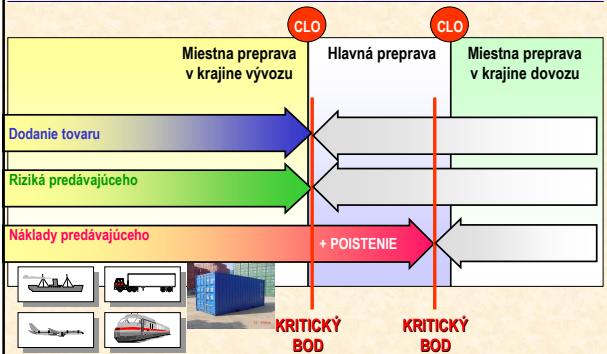 CLO
CLO
Miestna preprava
v krajine vývozu
Hlavná preprava
Miestna preprava
v krajine dovozu
Dodanie tovaru
Riziká predávajúceho
Náklady predávajúceho
+ POISTENIE
KRITICKÝ
BOD
KRITICKÝ
BOD